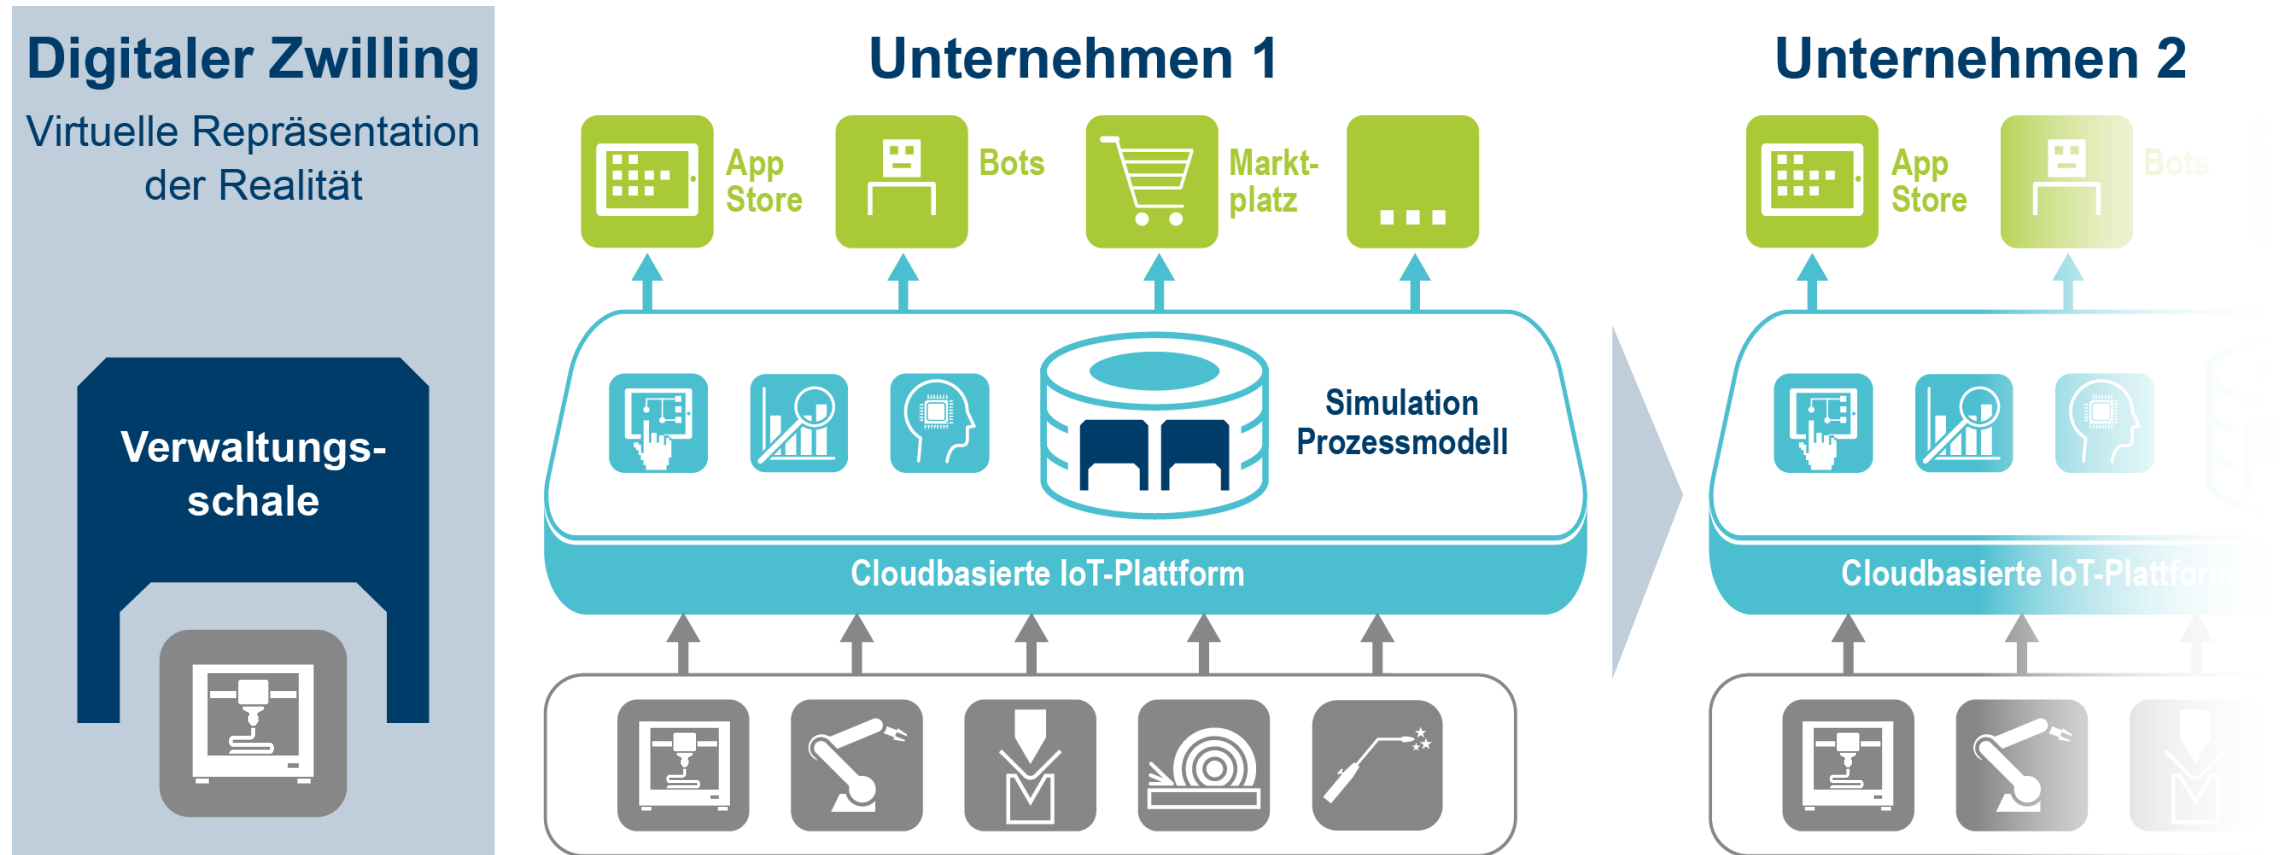 Digitaler Zwilling
Virtuelle Repräsentation
der Realität
Verwaltungs-
schale
Unternehmen 1
App
Store
Bots
Markt-
platz
...
Simulation
Prozessmodell
Cloudbasierte IoT-Plattform
Unternehmen 2
App
Store
Bots
Cloudbasierte IoT-Plattform